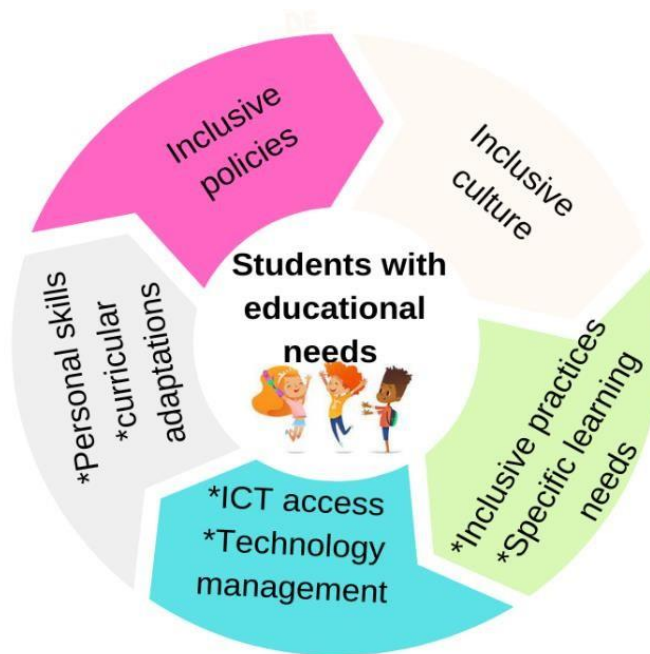 DE
Inclusive
policies
Inclusive
culture
*Inclusive practices
*Specific learning
needs
*ICT access
*Technology
management
*Personal skills
*curricular
adaptations
Students with
educational
needs